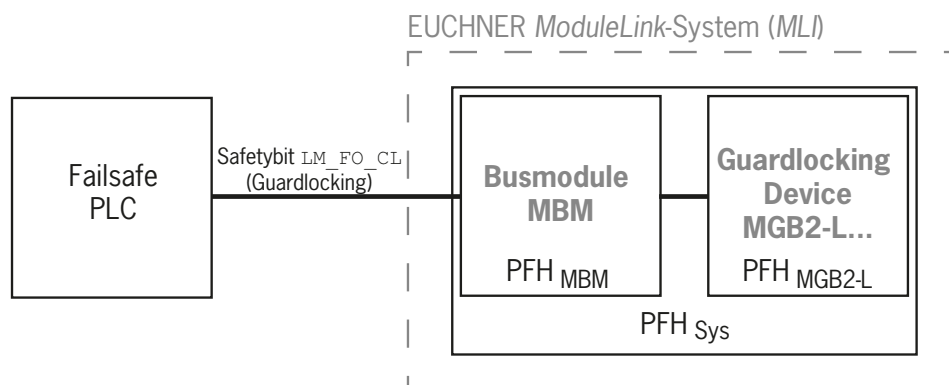 EUCHNER ModuleLink-System (MLI)
Failsafe
PLC
Safetybit LM_FO_CL
(Guardlocking)
Busmodule
MBM
PFH MBM
Guardlocking
Device
MGB2-L...
PFH MGB2-L
PFH Sys